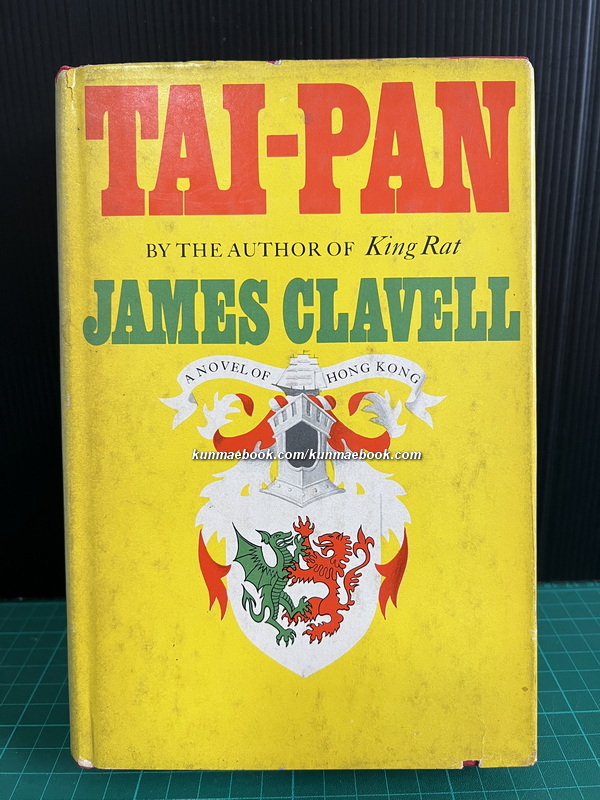 TAI-PAN
BY THE AUTHOR OF King Rat
JAMES CLAVELL
A NOVEL OF HONG KONG
kunmaebook.com/kunmaebook.com